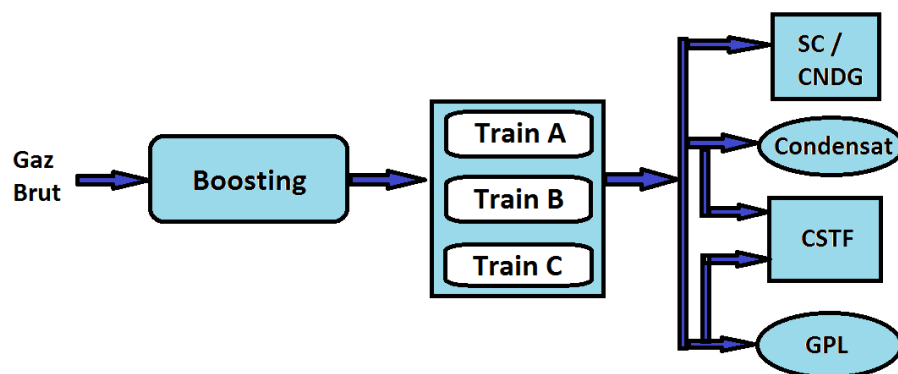 Gaz
Brut
Boosting
Train A
Train B
Train C
SC /
CNDG
Condensat
CSTF
GPL